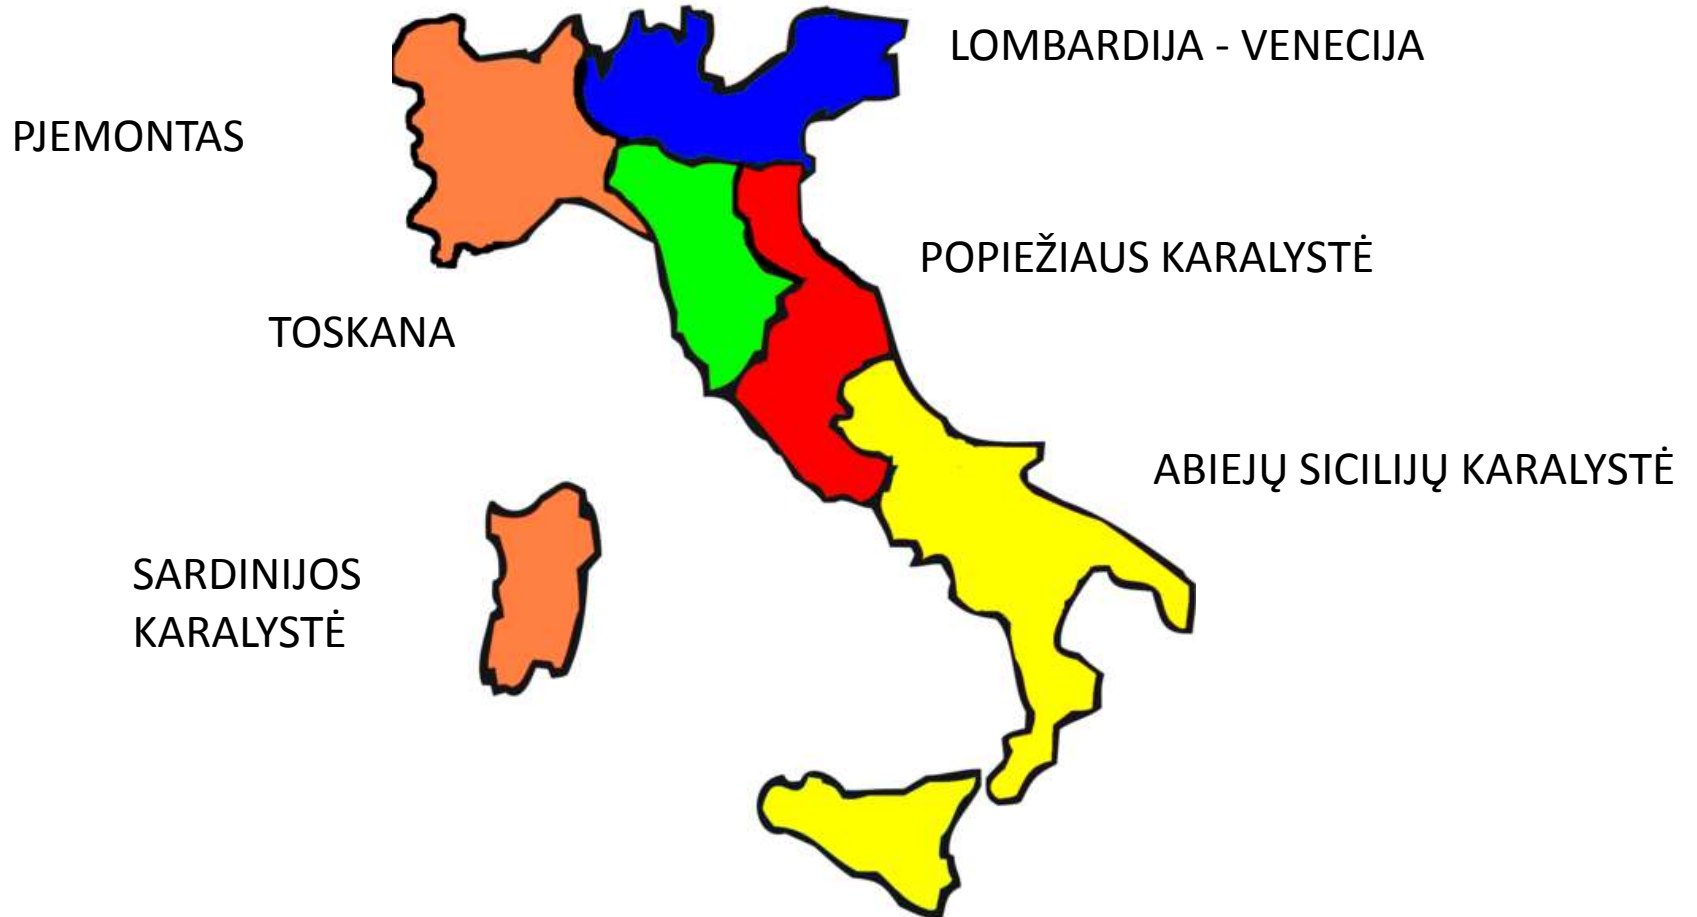 LOMBARDIJA - VENECIJA
PJEMONTAS
POPIEŽIAUS KARALYSTĖ
TOSKANA
ABIEJŲ SICILIJŲ KARALYSTĖ
SARDINIJOS
KARALYSTĖ